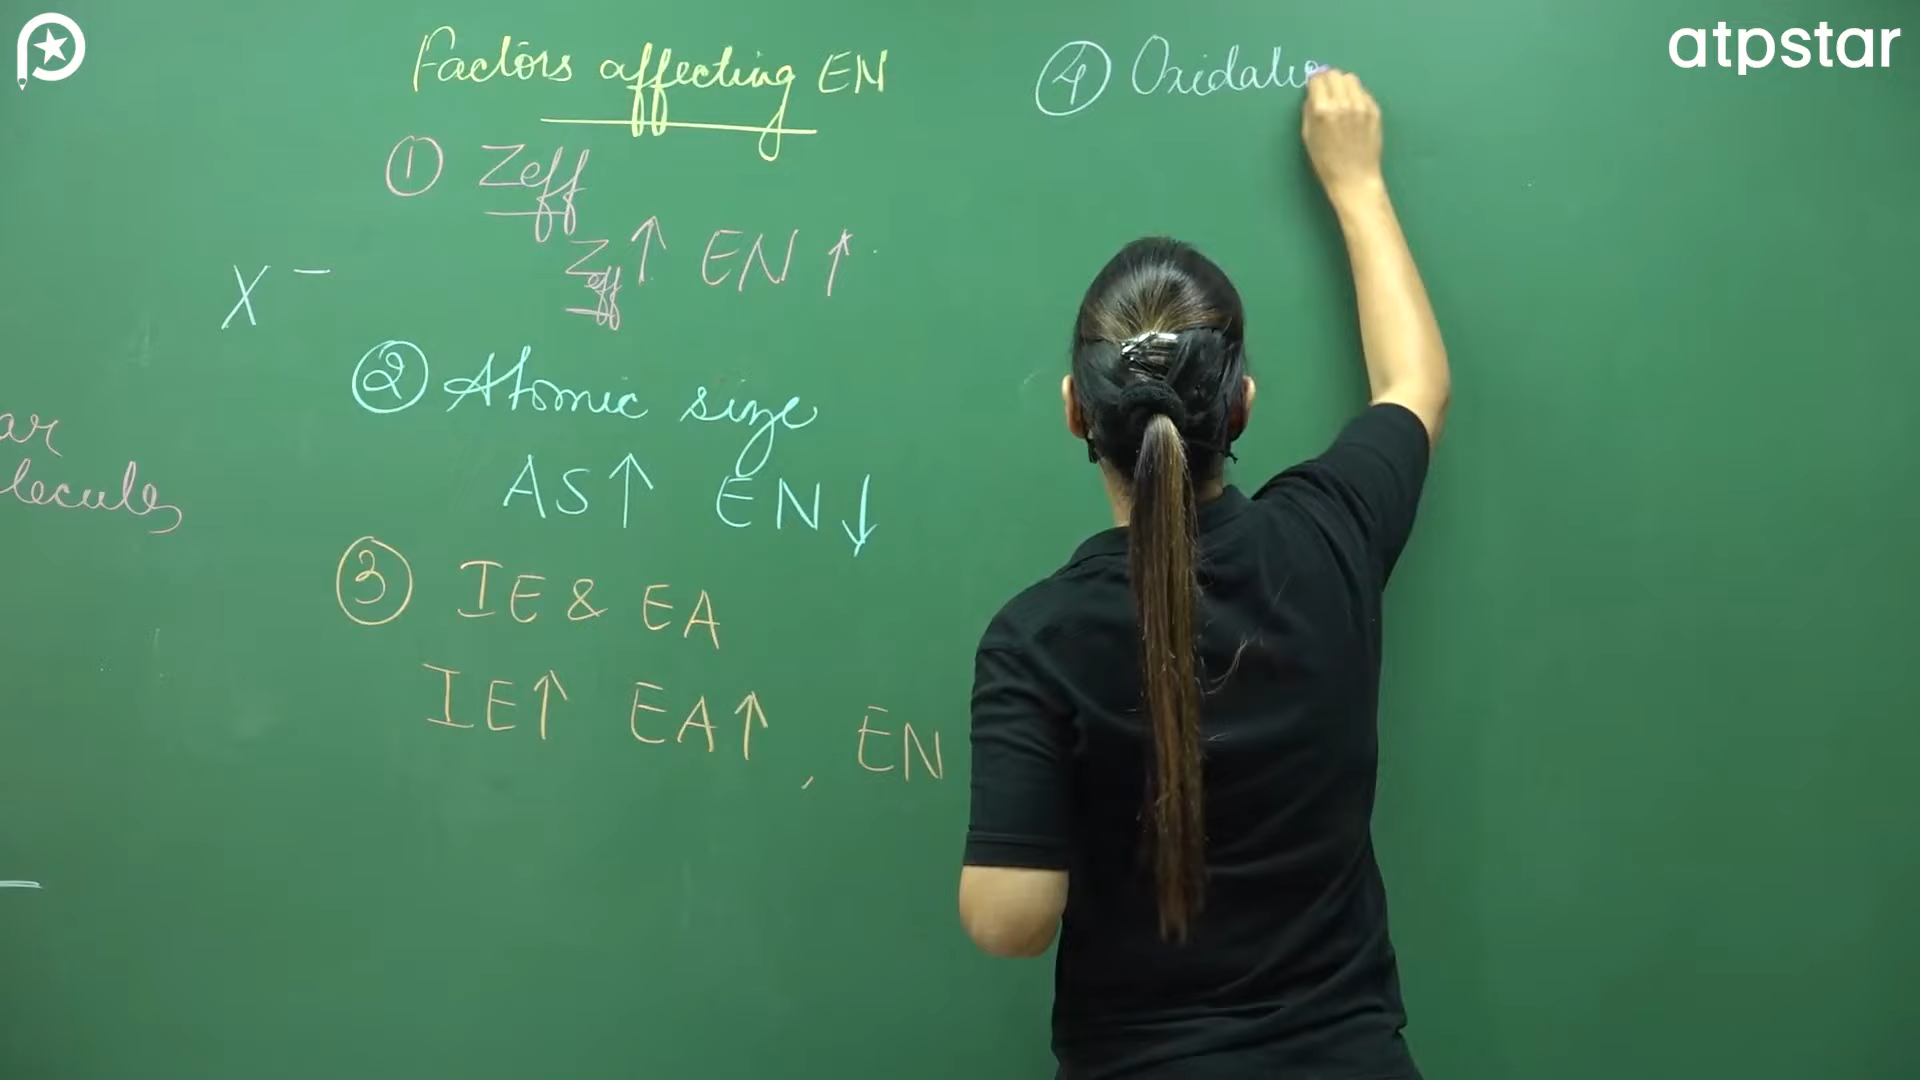 atpstar
Factors affecting EN
① Zeff
Zeff ↑ EN ↑
X⁻
② Atomic size
AS ↑ EN ↓
③ IE & EA
IE ↑ EA ↑ , EN
④ Oxidatio
ar
lecules